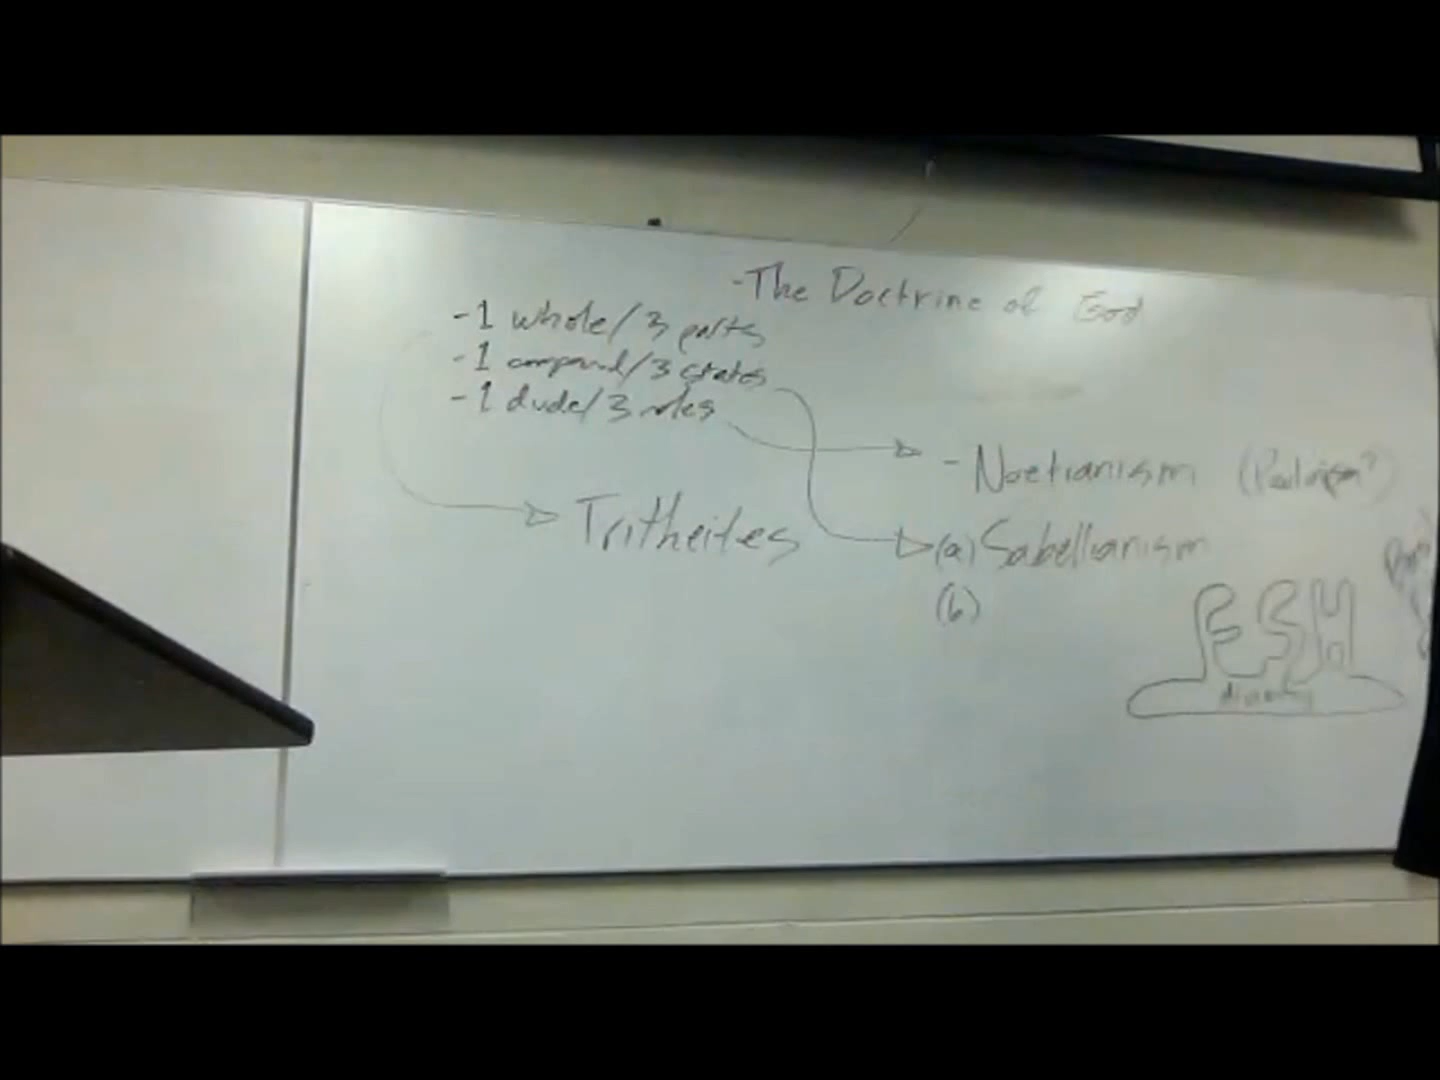 -The Doctrine of God
-1 whole/3 parts
-1 compound/3 states
-1 dude/3 roles
-Noetianism
Tritheites
(a) Sabellianism
(b)
FSH